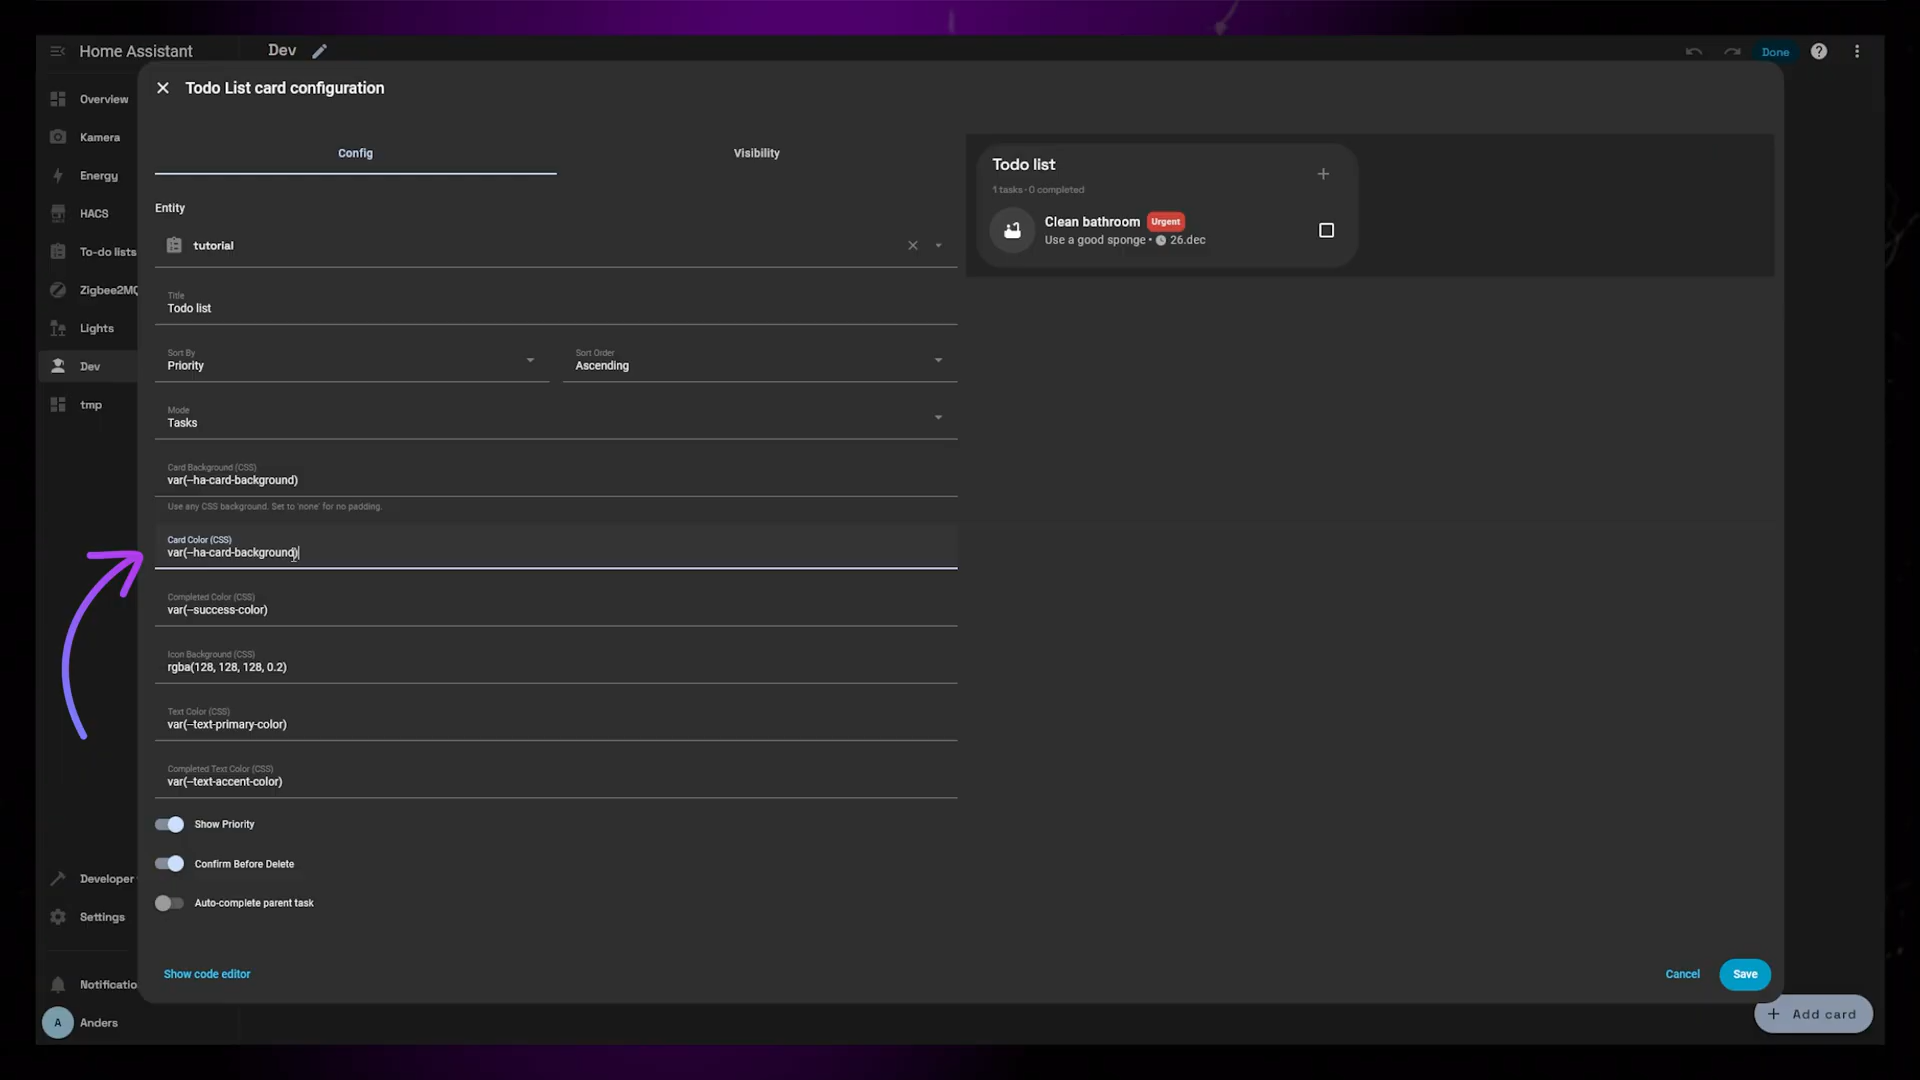 Home Assistant
Dev
Done
Overview
Kamera
Energy
HACS
To-do lists
Zigbee2MQ
Lights
Dev
tmp
Developer
Settings
Notificatio
A
Anders
Todo List card configuration
Config
Visibility
Entity
tutorial
Title
Todo list
Sort By
Priority
Sort Order
Ascending
Mode
Tasks
Card Background (CSS)
var(--ha-card-background)
Use any CSS background. Set to 'none' for no padding.
Card Color (CSS)
var(--ha-card-background)
Completed Color (CSS)
var(--success-color)
Icon Background (CSS)
rgba(128, 128, 128, 0.2)
Text Color (CSS)
var(--text-primary-color)
Completed Text Color (CSS)
var(--text-accent-color)
Show Priority
Confirm Before Delete
Auto-complete parent task
Show code editor
Todo list
1 tasks · 0 completed
Clean bathroom Urgent
Use a good sponge • 26.dec
Cancel
Save
Add card